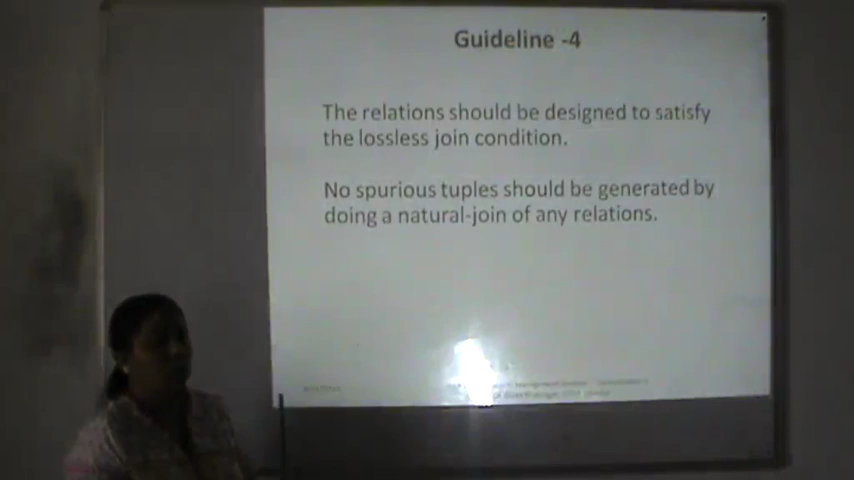 Guideline -4
The relations should be designed to satisfy
the lossless join condition.
No spurious tuples should be generated by
doing a natural-join of any relations.